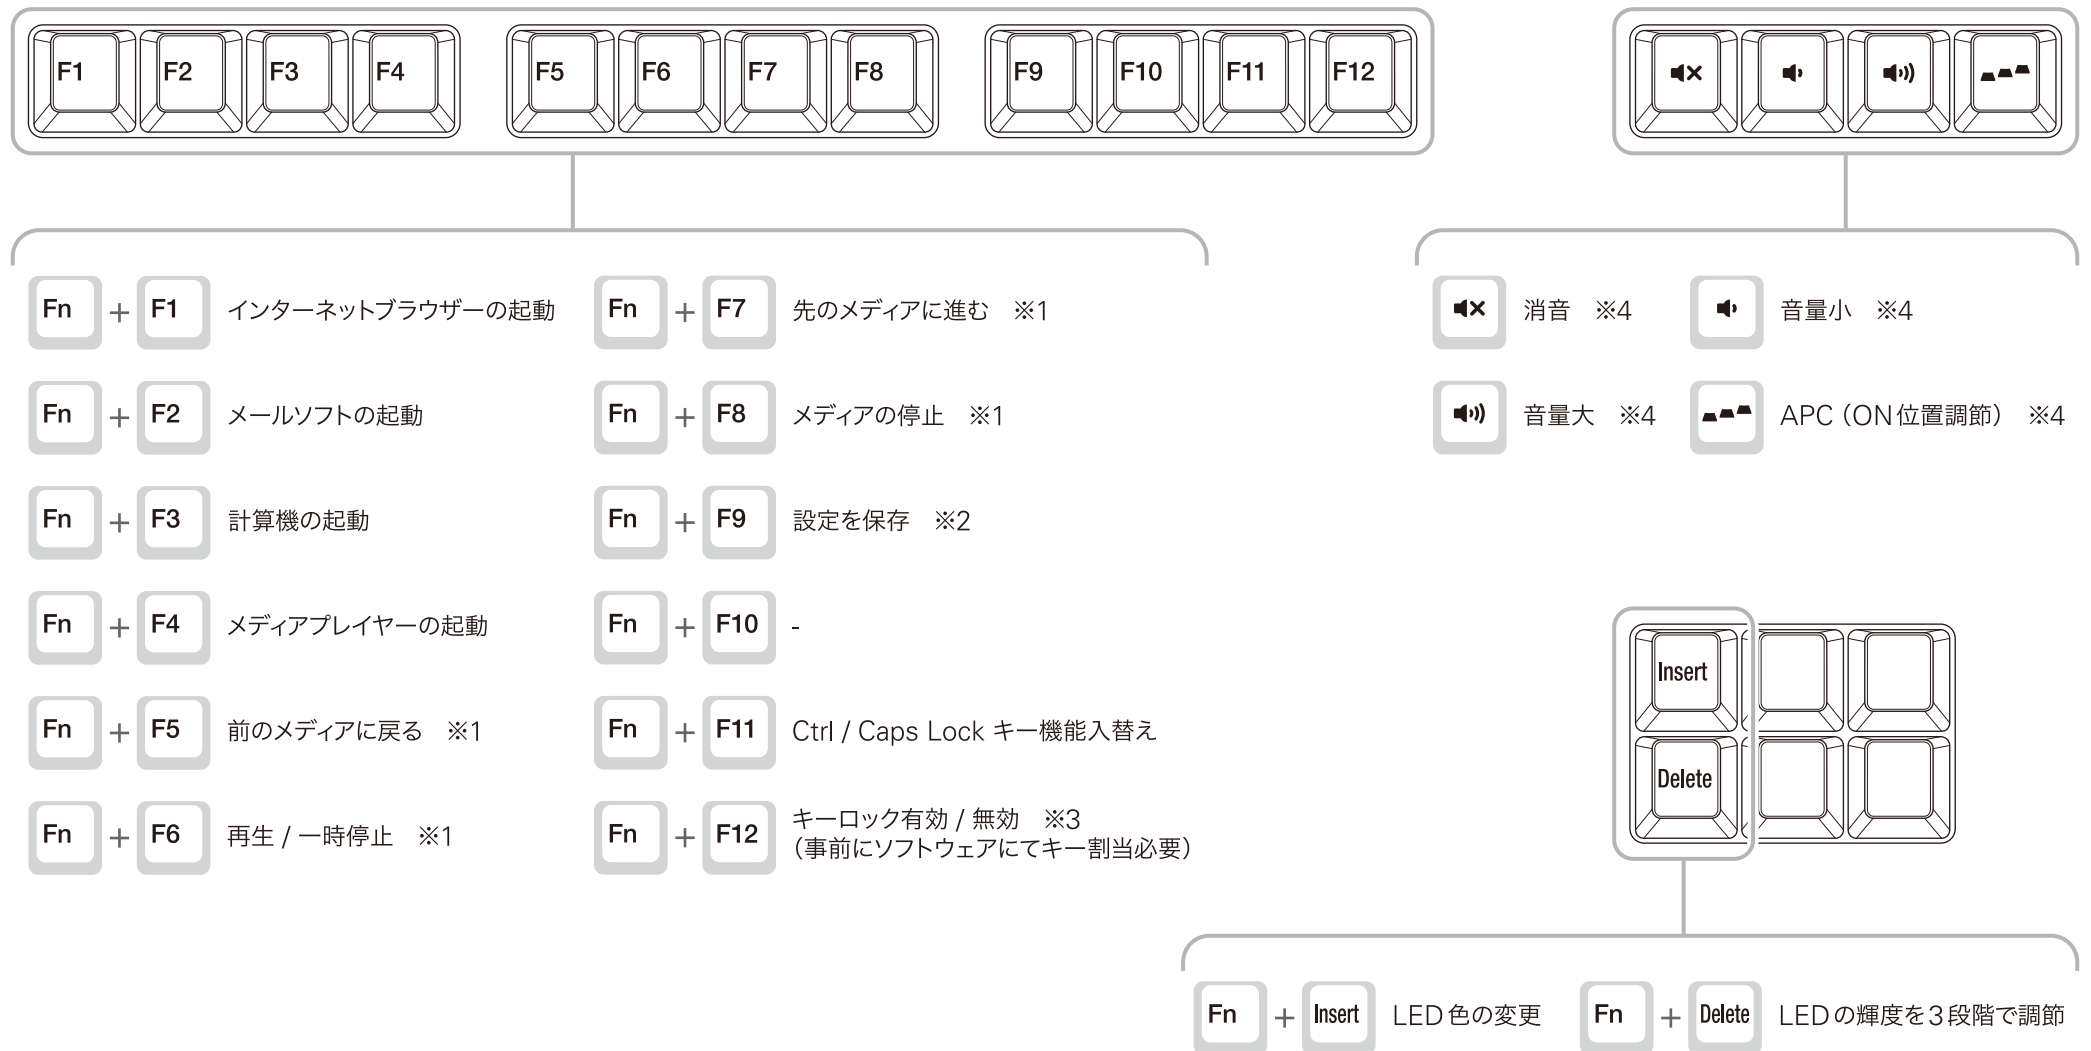 F1 F2 F3 F4 F5 F6 F7 F8 F9 F10 F11 F12
Fn + F1 インターネットブラウザーの起動
Fn + F2 メールソフトの起動
Fn + F3 計算機の起動
Fn + F4 メディアプレイヤーの起動
Fn + F5 前のメディアに戻る ※1
Fn + F6 再生 / 一時停止 ※1
Fn + F7 先のメディアに進む ※1
Fn + F8 メディアの停止 ※1
Fn + F9 設定を保存 ※2
Fn + F10 -
Fn + F11 Ctrl / Caps Lock キー機能入替え
Fn + F12 キーロック有効 / 無効 ※3
（事前にソフトウェアにてキー割当必要）
消音 ※4
音量小 ※4
音量大 ※4
APC（ON位置調節） ※4
Insert
Delete
Fn + Insert LED色の変更
Fn + Delete LEDの輝度を3段階で調節